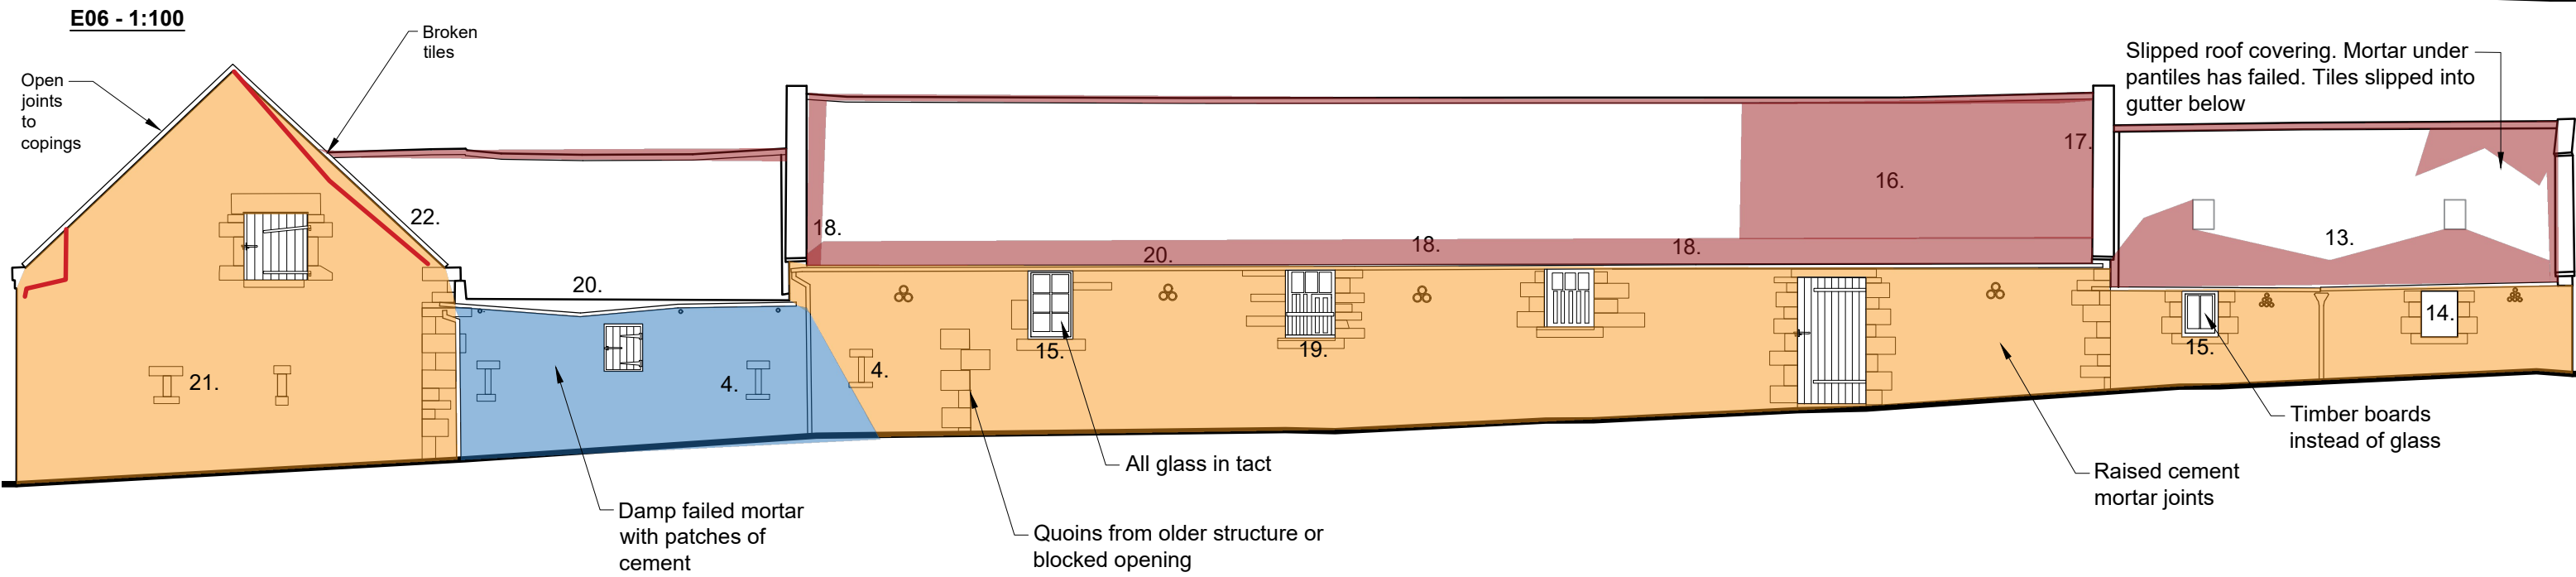 E06 - 1:100
Broken
tiles
Open
joints
to
copings
Slipped roof covering. Mortar under
pantiles has failed. Tiles slipped into
gutter below
17.
16.
22.
18.
18.
18.
20.
13.
20.
14.
15.
19.
15.
21.
4.
4.
Timber boards
instead of glass
All glass in tact
Raised cement
mortar joints
Damp failed mortar
with patches of
cement
Quoins from older structure or
blocked opening